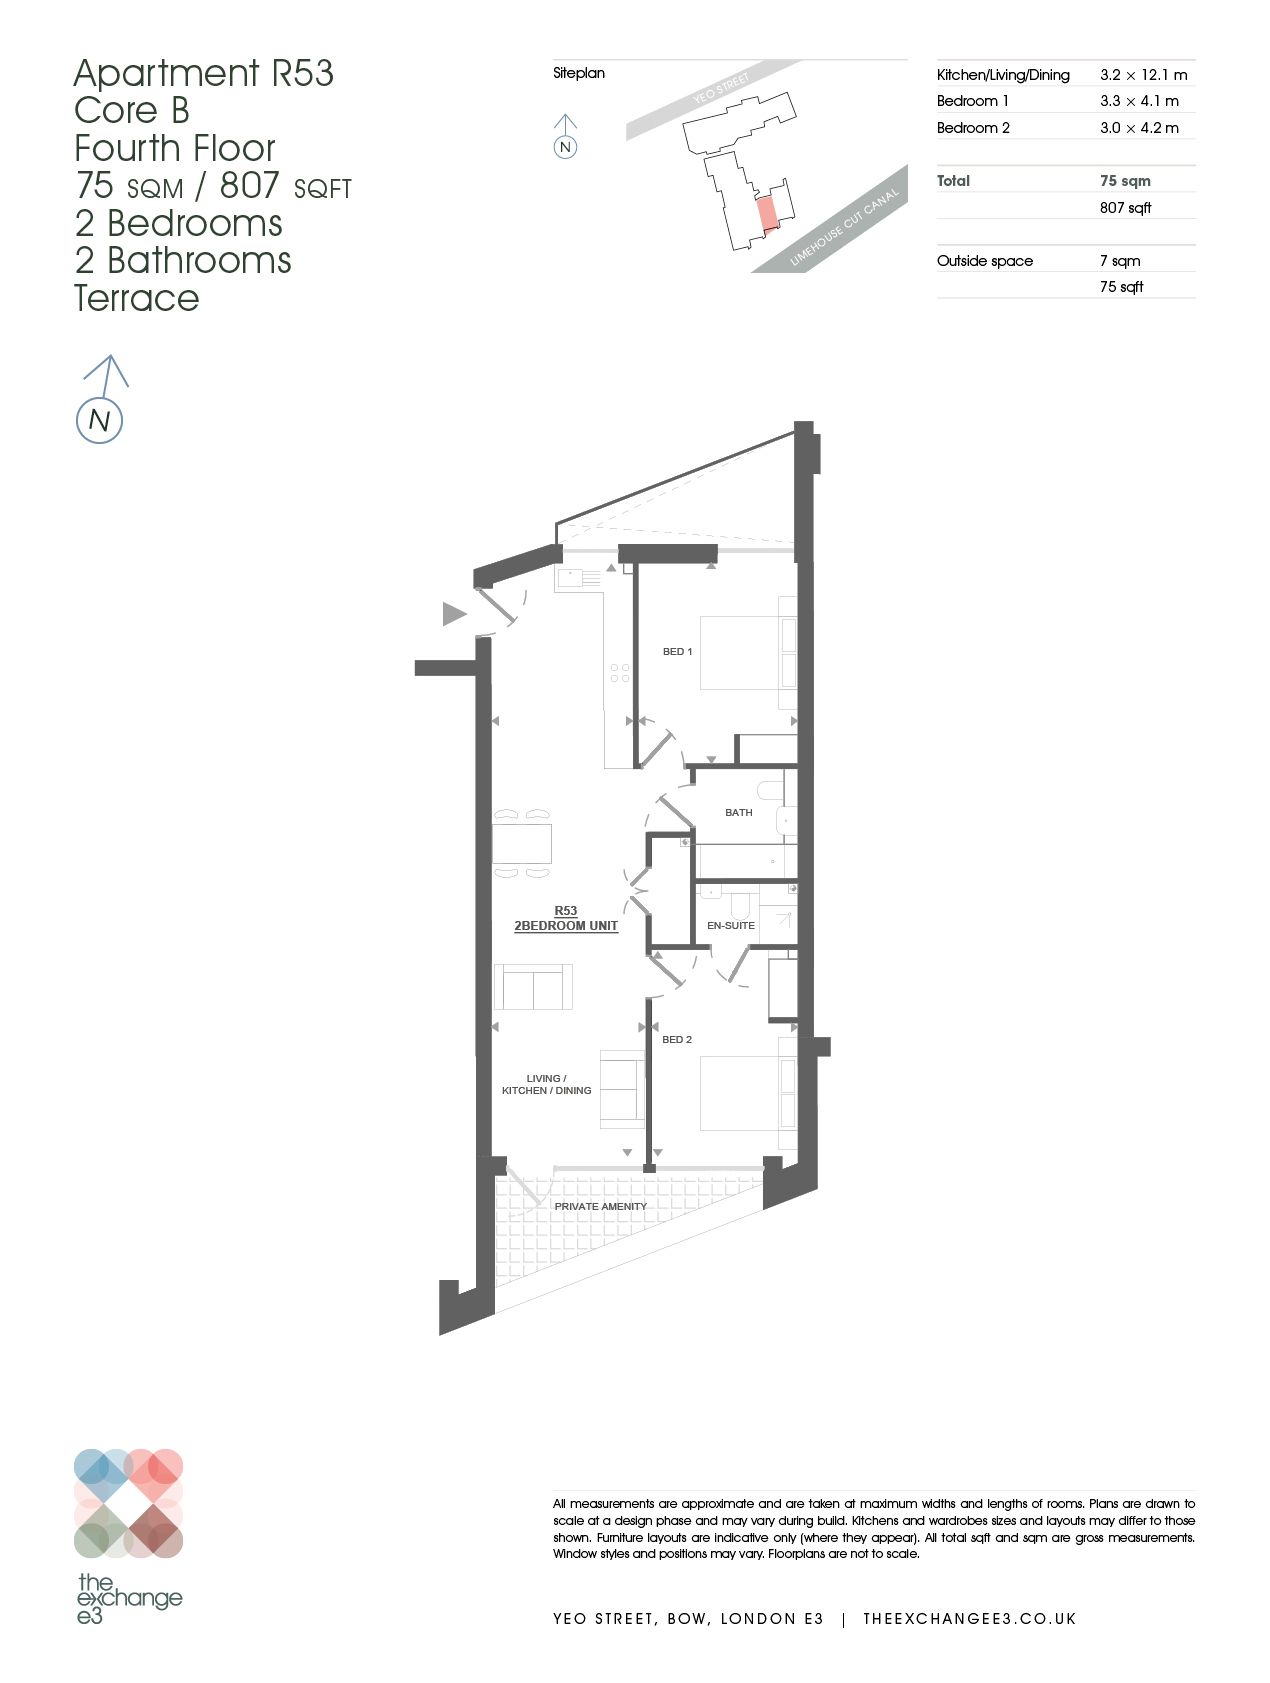 Apartment R53
Core B
Fourth Floor
75 SQM / 807 SQFT
2 Bedrooms
2 Bathrooms
Terrace
N
Siteplan
N
YEO STREET
LIMEHOUSE CUT CANAL
Kitchen/Living/Dining 3.2 × 12.1 m
Bedroom 1 3.3 × 4.1 m
Bedroom 2 3.0 × 4.2 m
Total 75 sqm
807 sqft
Outside space 7 sqm
75 sqft
BED 1
BATH
R53
2BEDROOM UNIT
EN-SUITE
BED 2
LIVING /
KITCHEN / DINING
PRIVATE AMENITY
the
exchange
e3
All measurements are approximate and are taken at maximum widths and lengths of rooms. Plans are drawn to
scale at a design phase and may vary during build. Kitchens and wardrobes sizes and layouts may differ to those
shown. Furniture layouts are indicative only (where they appear). All total sqft and sqm are gross measurements.
Window styles and positions may vary. Floorplans are not to scale.
YEO STREET, BOW, LONDON E3 | THEEXCHANGEE3.CO.UK